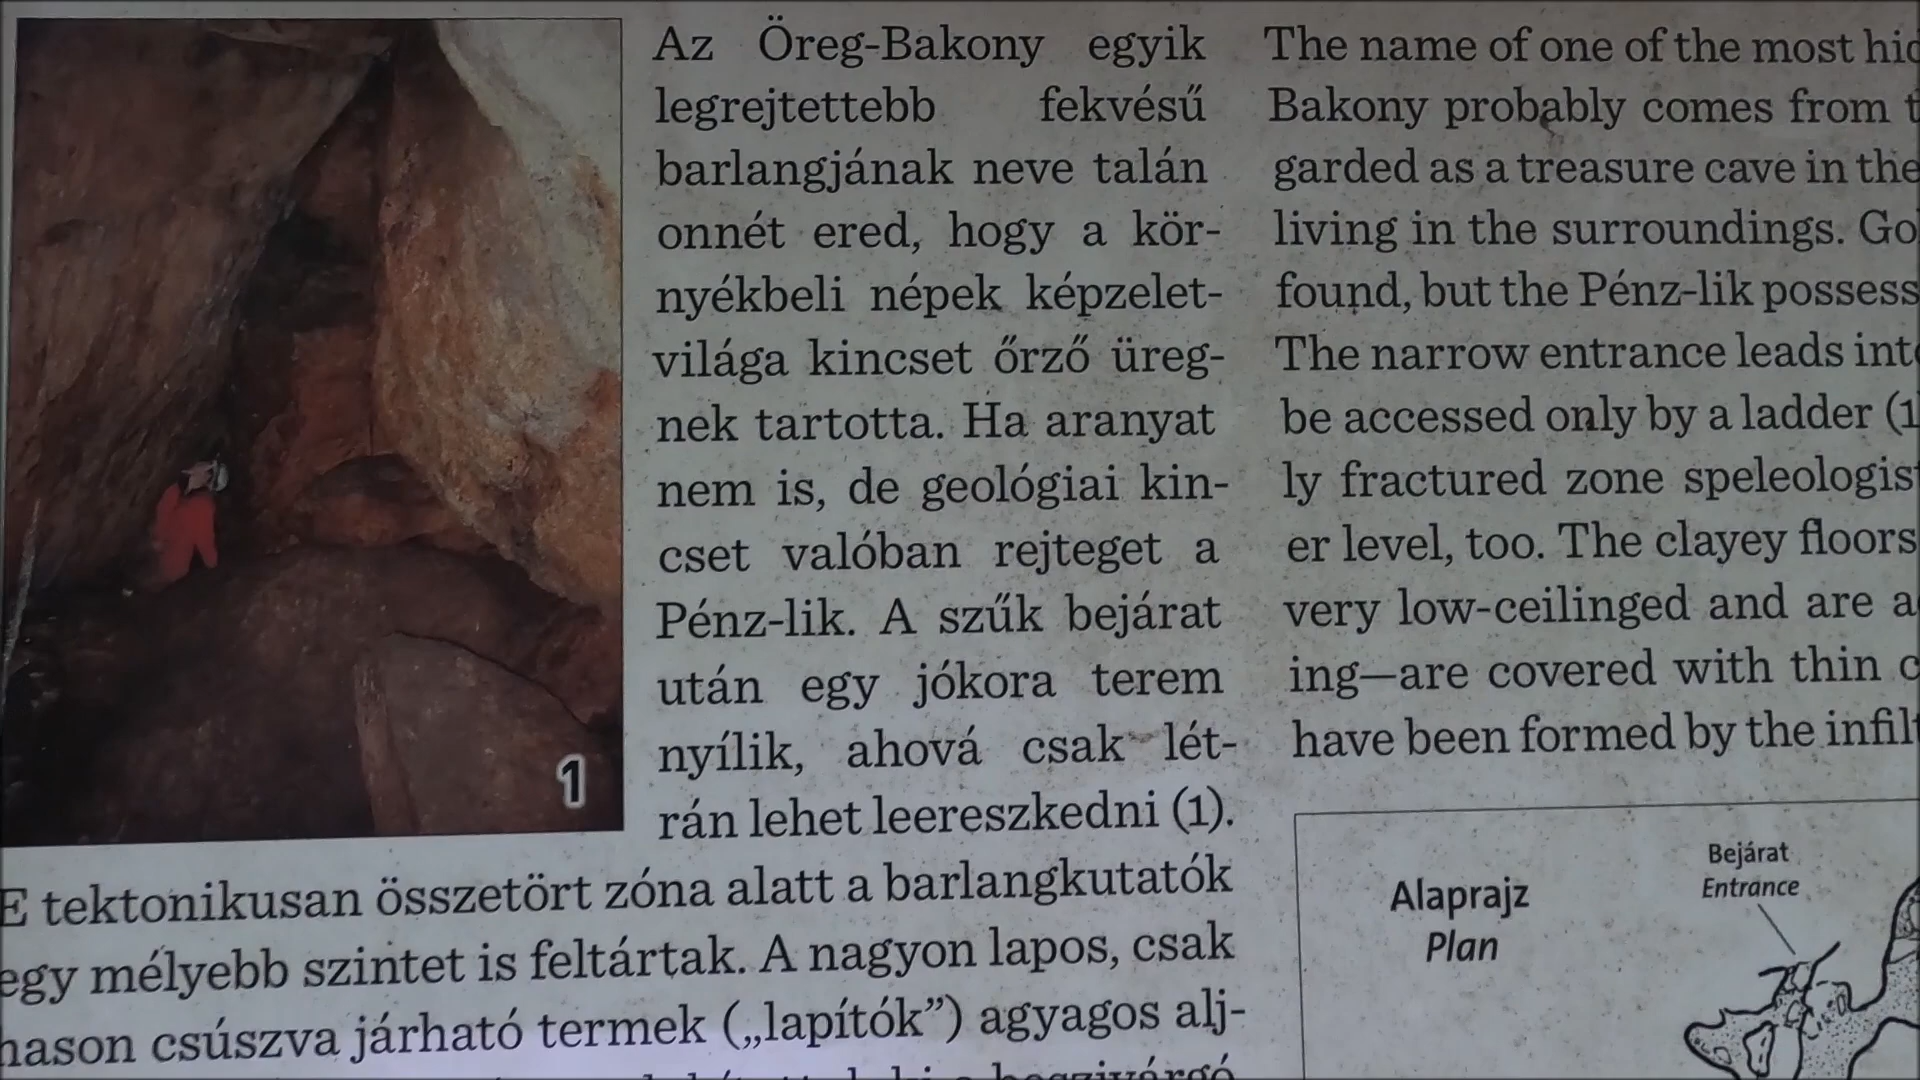 Az Öreg-Bakony egyik
legrejtettebb fekvésű
barlangjának neve talán
onnét ered, hogy a kör-
nyékbeli népek képzelet-
világa kincset őrző üreg-
nek tartotta. Ha aranyat
nem is, de geológiai kin-
cset valóban rejteget a
Pénz-lik. A szűk bejárat
után egy jókora terem
nyílik, ahová csak lét-
rán lehet leereszkedni (1).
E tektonikusan összetört zóna alatt a barlangkutatók
egy mélyebb szintet is feltártak. A nagyon lapos, csak
hason csúszva járható termek („lapítók”) agyagos alj-
1
The name of one of the most
Bakony probably comes from
garded as a treasure cave in the
living in the surroundings.
found, but the Pénz-lik
The narrow entrance leads
be accessed only by a ladder (1
ly fractured zone
er level, too. The clayey floors
very low-ceilinged and are
ing—are covered with thin
have been formed by the
Alaprajz
Plan
Bejárat
Entrance